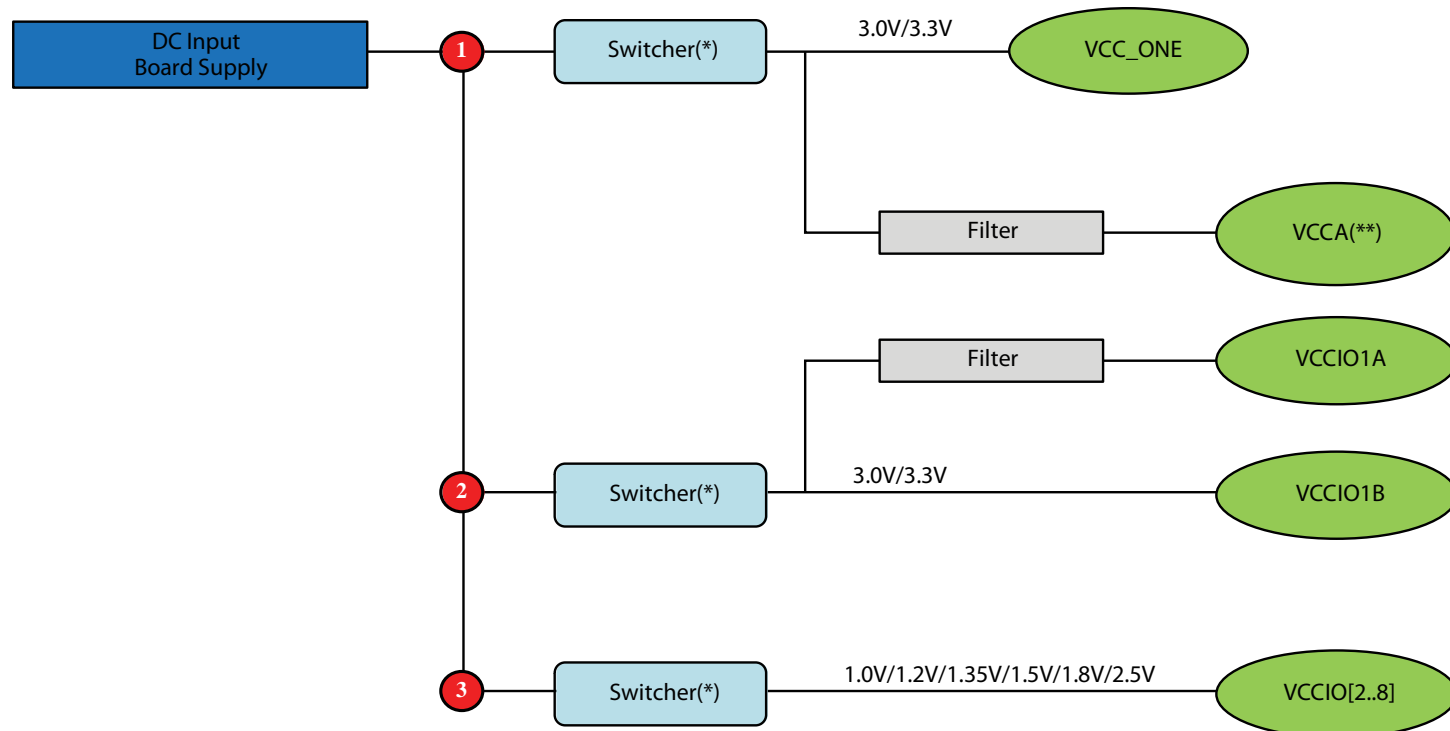 DC Input
Board Supply
1
Switcher(*)
3.0V/3.3V
VCC_ONE
Filter
VCCA(**)
Filter
VCCIO1A
2
Switcher(*)
3.0V/3.3V
VCCIO1B
3
Switcher(*)
1.0V/1.2V/1.35V/1.5V/1.8V/2.5V
VCCIO[2..8]